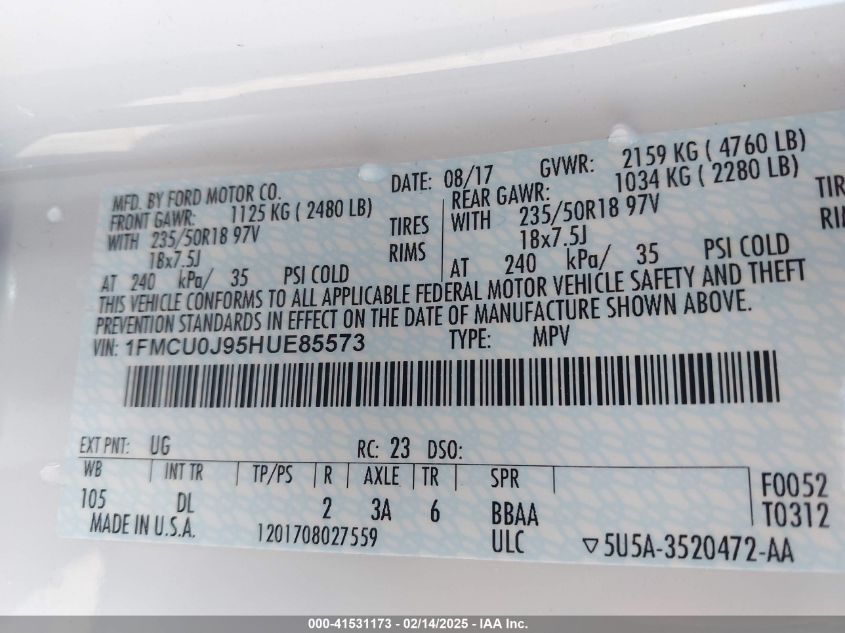 MFD. BY FORD MOTOR CO. DATE: 08/17 GVWR: 2159 KG ( 4760 LB)
FRONT GAWR: 1125 KG ( 2480 LB) REAR GAWR: 1034 KG ( 2280 LB)
WITH 235/50R18 97V TIRES WITH 235/50R18 97V
18x7.5J RIMS 18x7.5J
AT 240 kPa/ 35 PSI COLD AT 240 kPa/ 35 PSI COLD
THIS VEHICLE CONFORMS TO ALL APPLICABLE FEDERAL MOTOR VEHICLE SAFETY AND THEFT
PREVENTION STANDARDS IN EFFECT ON THE DATE OF MANUFACTURE SHOWN ABOVE.
VIN: 1FMCU0J95HUE85573 TYPE: MPV
EXT PNT: UG RC: 23 DSO:
WB INT TR TP/PS R AXLE TR SPR
105 DL 2 3A 6 BBAA F0052
MADE IN U.S.A. 1201708027559 ULC T0312
▽5U5A-3520472-AA
000-41531173 - 02/14/2025 - IAA Inc.